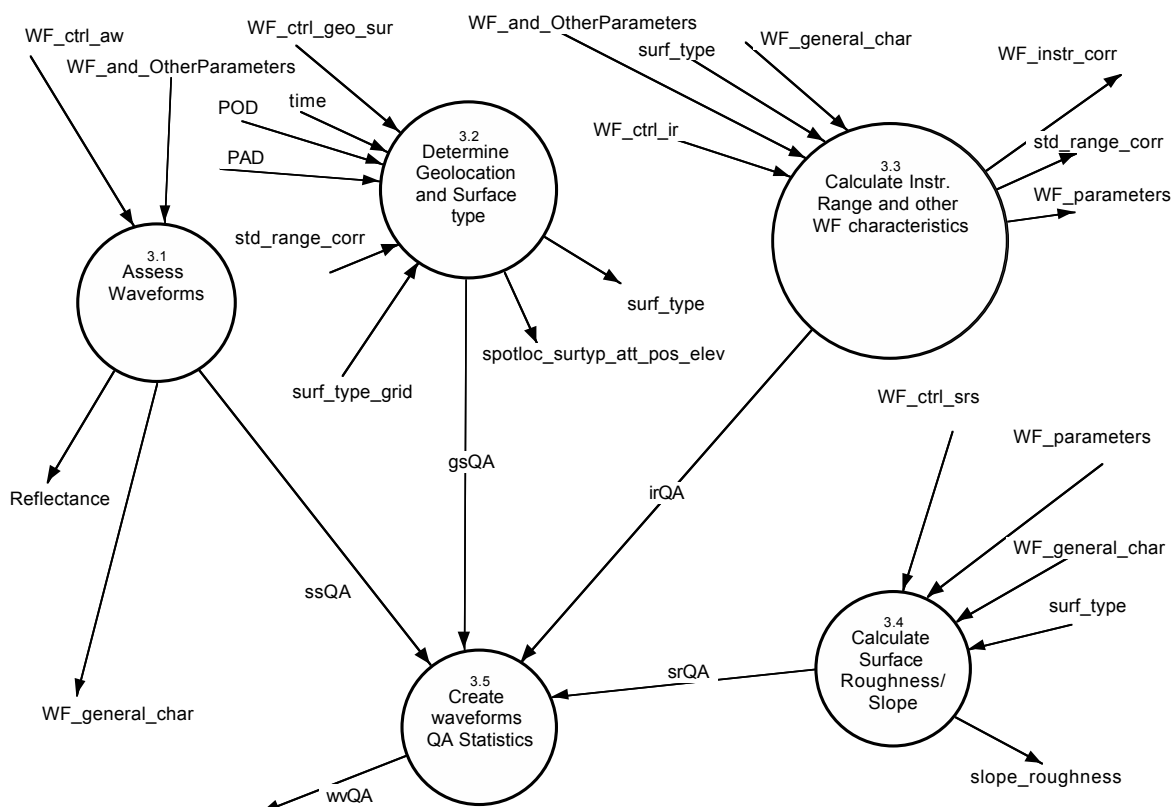 WF_ctrl_aw
WF_and_OtherParameters
WF_ctrl_geo_sur
time
POD
PAD
std_range_corr
surf_type_grid
WF_and_OtherParameters
surf_type
WF_general_char
WF_ctrl_ir
WF_instr_corr
std_range_corr
WF_parameters
3.1
Assess
Waveforms
3.2
Determine
Geolocation
and Surface
type
3.3
Calculate Instr.
Range and other
WF characteristics
surf_type
spotloc_surtyp_att_pos_elev
Reflectance
WF_general_char
ssQA
gsQA
irQA
WF_ctrl_srs
WF_parameters
WF_general_char
surf_type
3.4
Calculate
Surface
Roughness/
Slope
srQA
3.5
Create
waveforms
QA Statistics
wvQA
slope_roughness